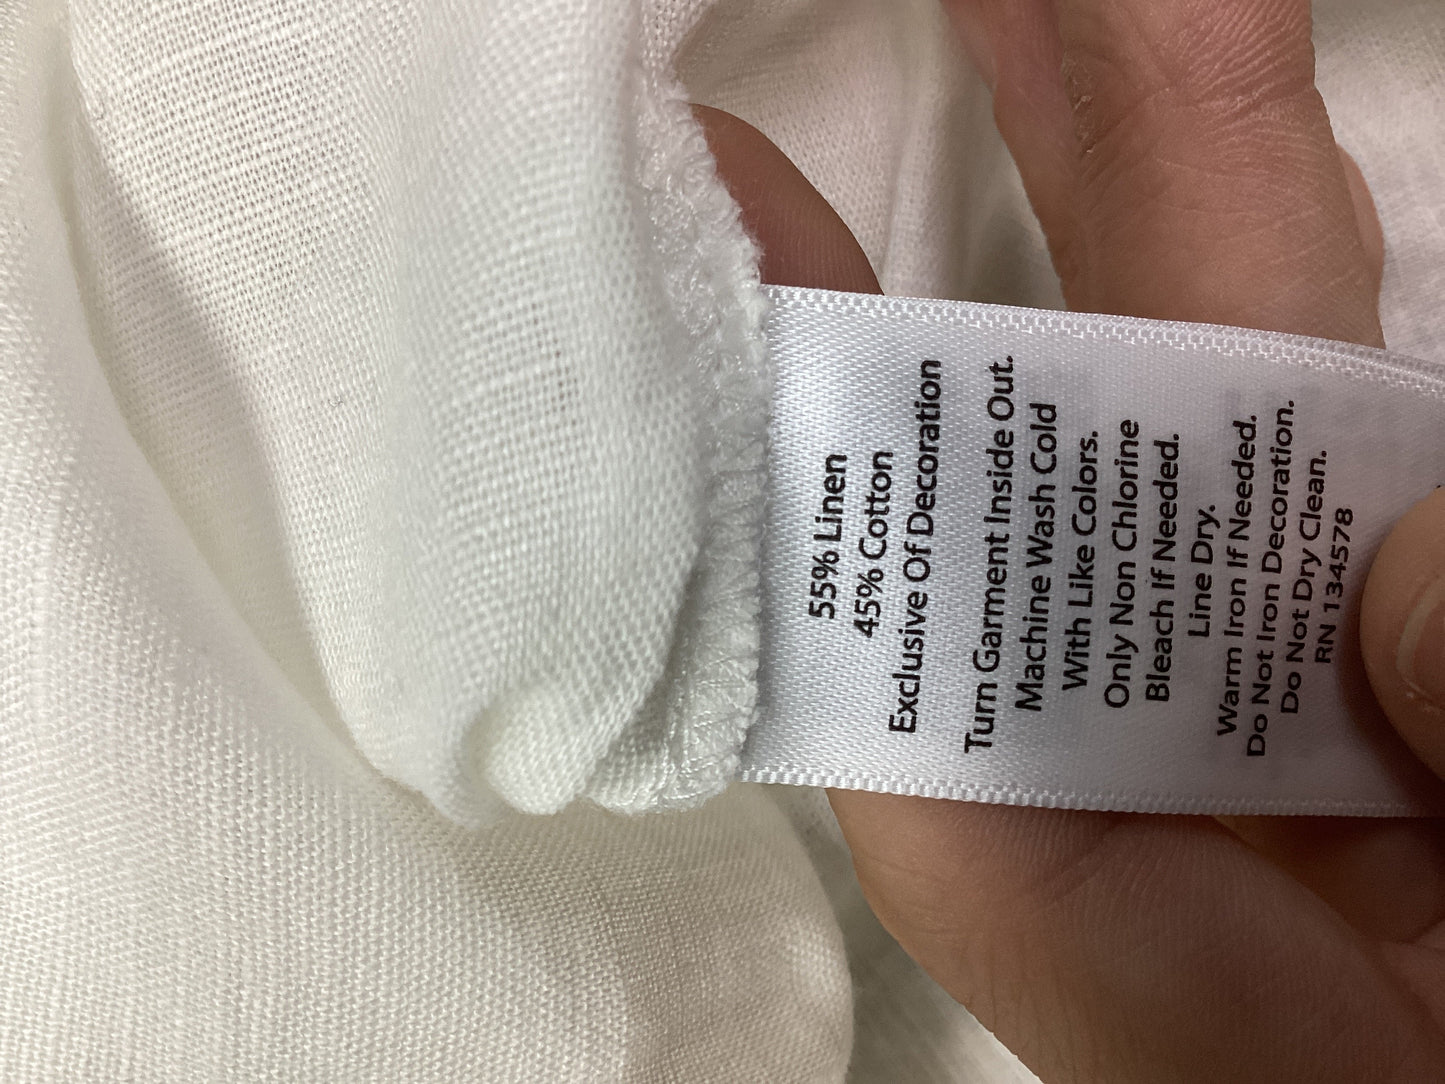 55% Linen
45% Cotton
Exclusive Of Decoration
Turn Garment Inside Out.
Machine Wash Cold
With Like Colors.
Only Non Chlorine
Bleach If Needed.
Line Dry.
Warm Iron If Needed.
Do Not Iron Decoration.
Do Not Dry Clean.
RN 134578